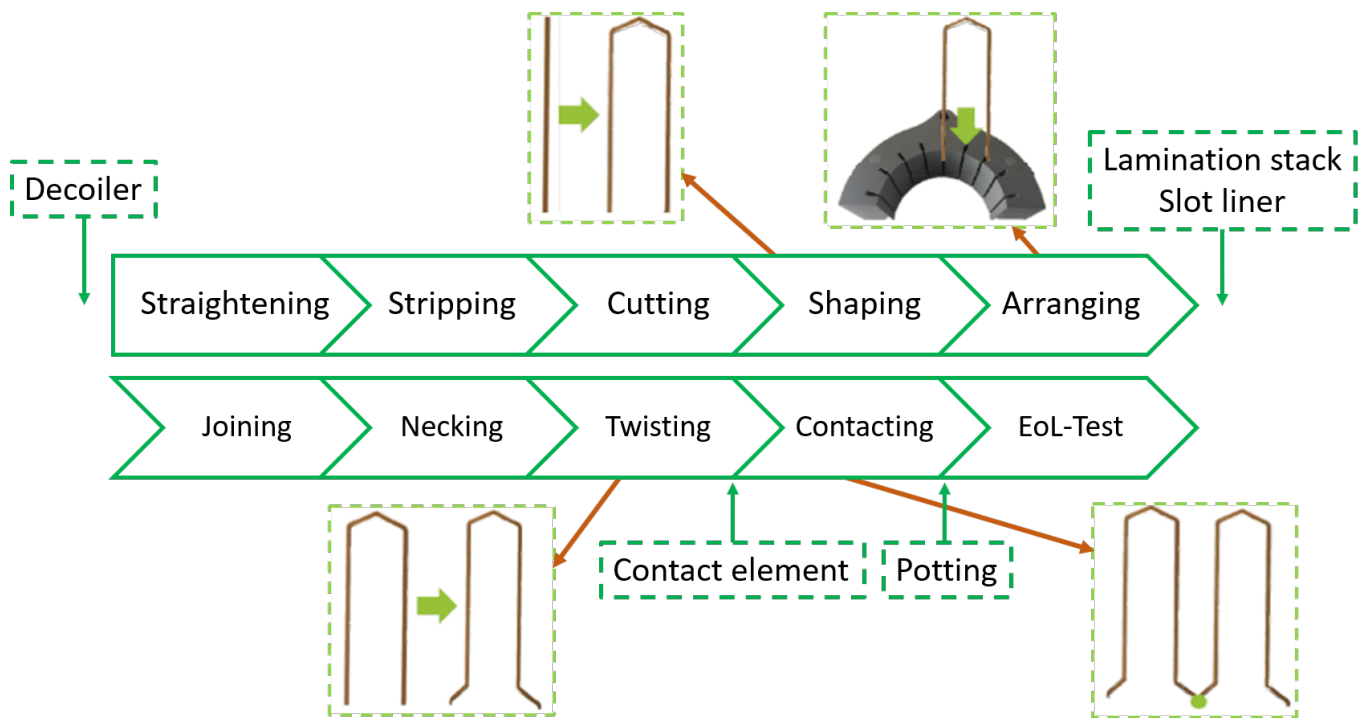 Decoiler
Lamination stack
Slot liner
Straightening
Stripping
Cutting
Shaping
Arranging
Joining
Necking
Twisting
Contacting
EoL-Test
Contact element
Potting